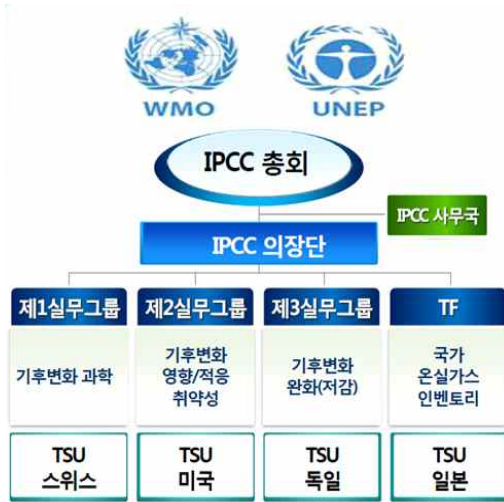 WMO
UNEP
IPCC 총회
IPCC 사무국
IPCC 의장단
제1실무그룹
제2실무그룹
제3실무그룹
TF
기후변화 과학
기후변화
영향/적응
취약성
기후변화
완화(저감)
국가
온실가스
인벤토리
TSU
스위스
TSU
미국
TSU
독일
TSU
일본